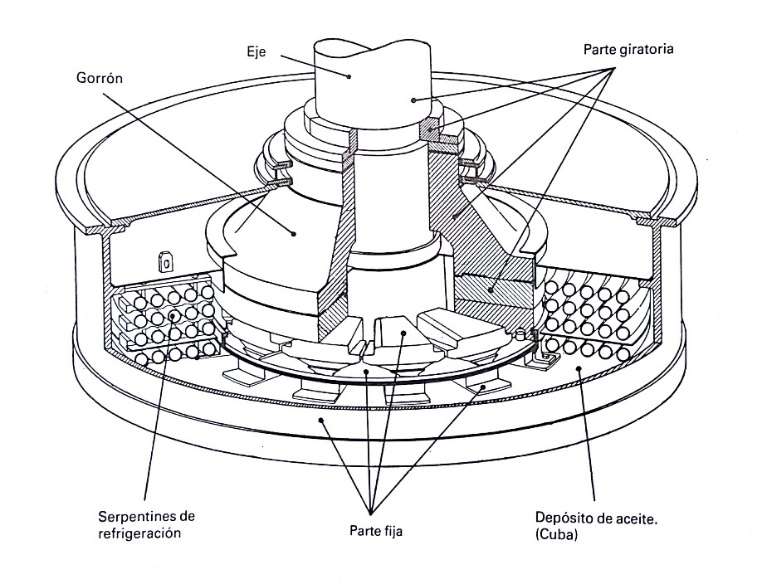 Eje
Parte giratoria
Gorrón
Serpentines de
refrigeración
Parte fija
Depósito de aceite.
(Cuba)